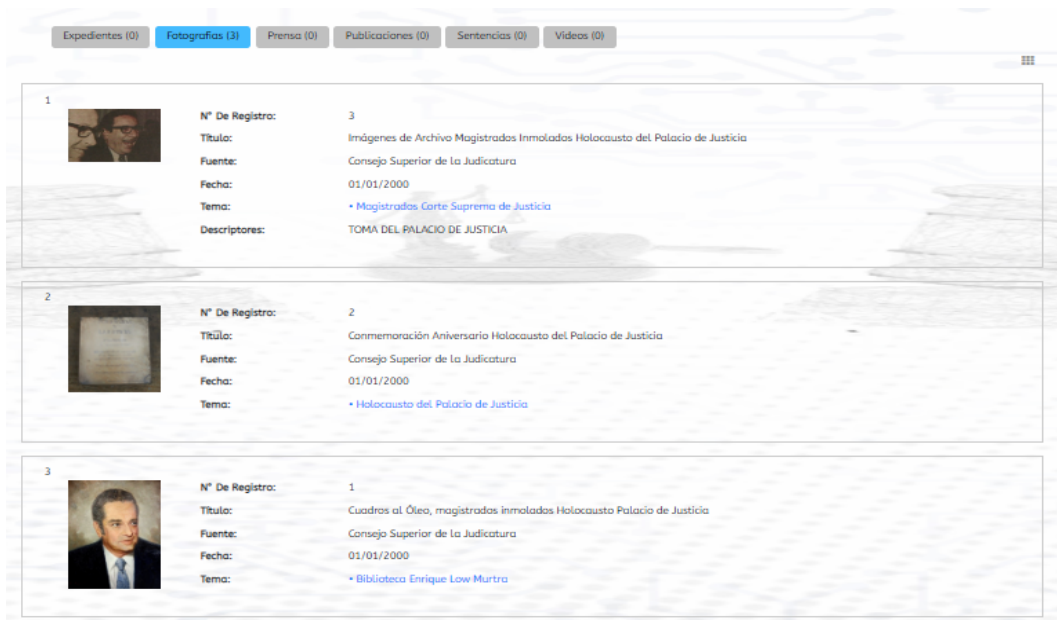 Expedientes (0) Fotografías (3) Prensa (0) Publicaciones (0) Sentencias (0) Videos (0)
1
N° De Registro: 3
Título: Imágenes de Archivo Magistrados Inmolados Holocausto del Palacio de Justicia
Fuente: Consejo Superior de la Judicatura
Fecha: 01/01/2000
Tema: • Magistrados Corte Suprema de Justicia
Descriptores: TOMA DEL PALACIO DE JUSTICIA
2
N° De Registro: 2
Título: Conmemoración Aniversario Holocausto del Palacio de Justicia
Fuente: Consejo Superior de la Judicatura
Fecha: 01/01/2000
Tema: • Holocausto del Palacio de Justicia
3
N° De Registro: 1
Título: Cuadros al Óleo, magistrados inmolados Holocausto Palacio de Justicia
Fuente: Consejo Superior de la Judicatura
Fecha: 01/01/2000
Tema: • Biblioteca Enrique Low Murtra